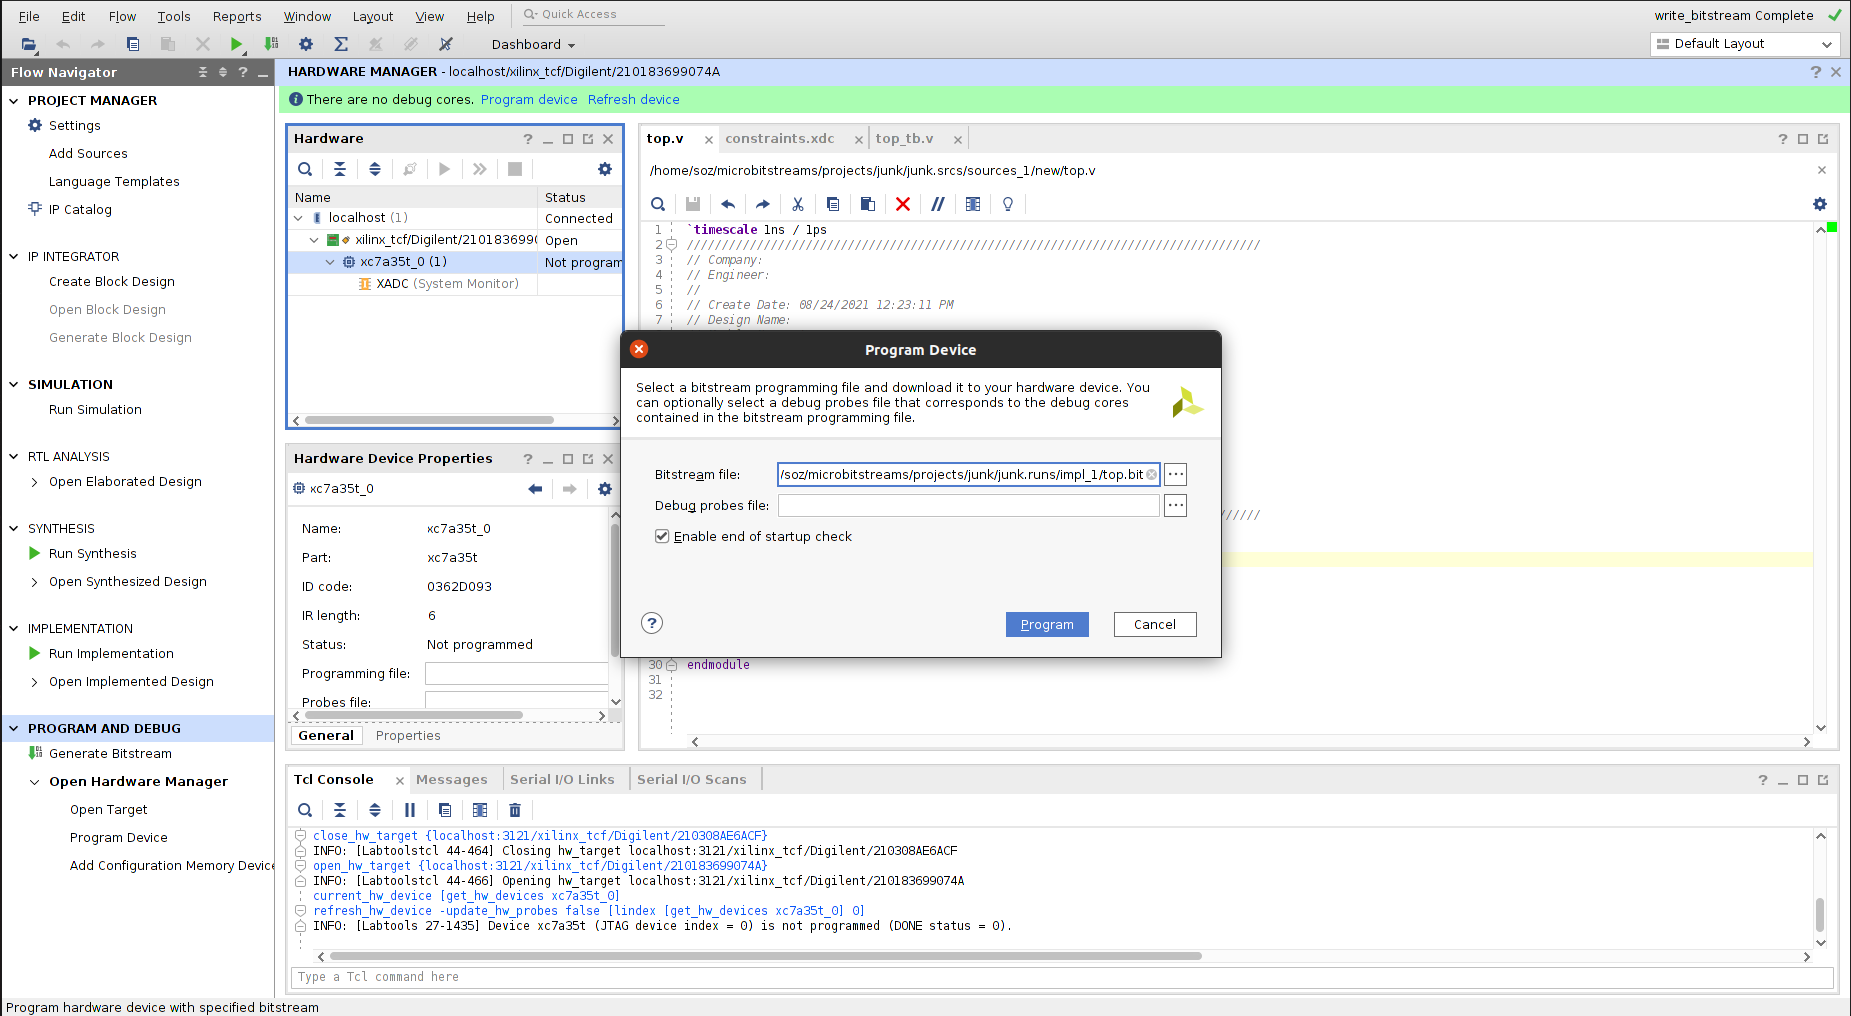 File Edit Flow Tools Reports Window Layout View Help Quick Access
write_bitstream Complete
Dashboard
Default Layout
Flow Navigator
PROJECT MANAGER
Settings
Add Sources
Language Templates
IP Catalog
IP INTEGRATOR
Create Block Design
Open Block Design
Generate Block Design
SIMULATION
Run Simulation
RTL ANALYSIS
Open Elaborated Design
SYNTHESIS
Run Synthesis
Open Synthesized Design
IMPLEMENTATION
Run Implementation
Open Implemented Design
PROGRAM AND DEBUG
Generate Bitstream
Open Hardware Manager
Open Target
Program Device
Add Configuration Memory Device
HARDWARE MANAGER - localhost/xilinx_tcf/Digilent/210183699074A
There are no debug cores. Program device Refresh device
Hardware
Name Status
localhost (1) Connected
xilinx_tcf/Digilent/2101836990 Open
xc7a35t_0 (1) Not program
XADC (System Monitor)
Hardware Device Properties
xc7a35t_0
Name: xc7a35t_0
Part: xc7a35t
ID code: 0362D093
IR length: 6
Status: Not programmed
Programming file:
Probes file:
General Properties
top.v constraints.xdc top_tb.v
/home/soz/microbitstreams/projects/junk/junk.srcs/sources_1/new/top.v
1 `timescale 1ns / 1ps
2 //////////////////////////////////////////////////////////////////////////////////
3 // Company:
4 // Engineer:
5 //
6 // Create Date: 08/24/2021 12:23:11 PM
7 // Design Name:
//////
30 endmodule
31
32
Program Device
Select a bitstream programming file and download it to your hardware device. You
can optionally select a debug probes file that corresponds to the debug cores
contained in the bitstream programming file.
Bitstream file: /soz/microbitstreams/projects/junk/junk.runs/impl_1/top.bit
Debug probes file:
Enable end of startup check
? Program Cancel
Tcl Console Messages Serial I/O Links Serial I/O Scans
close_hw_target {localhost:3121/xilinx_tcf/Digilent/210308AE6ACF}
INFO: [Labtoolstcl 44-464] Closing hw_target localhost:3121/xilinx_tcf/Digilent/210308AE6ACF
open_hw_target {localhost:3121/xilinx_tcf/Digilent/210183699074A}
INFO: [Labtoolstcl 44-466] Opening hw_target localhost:3121/xilinx_tcf/Digilent/210183699074A
current_hw_device [get_hw_devices xc7a35t_0]
refresh_hw_device -update_hw_probes false [lindex [get_hw_devices xc7a35t_0] 0]
INFO: [Labtools 27-1435] Device xc7a35t (JTAG device index = 0) is not programmed (DONE status = 0).
Type a Tcl command here
Program hardware device with specified bitstream